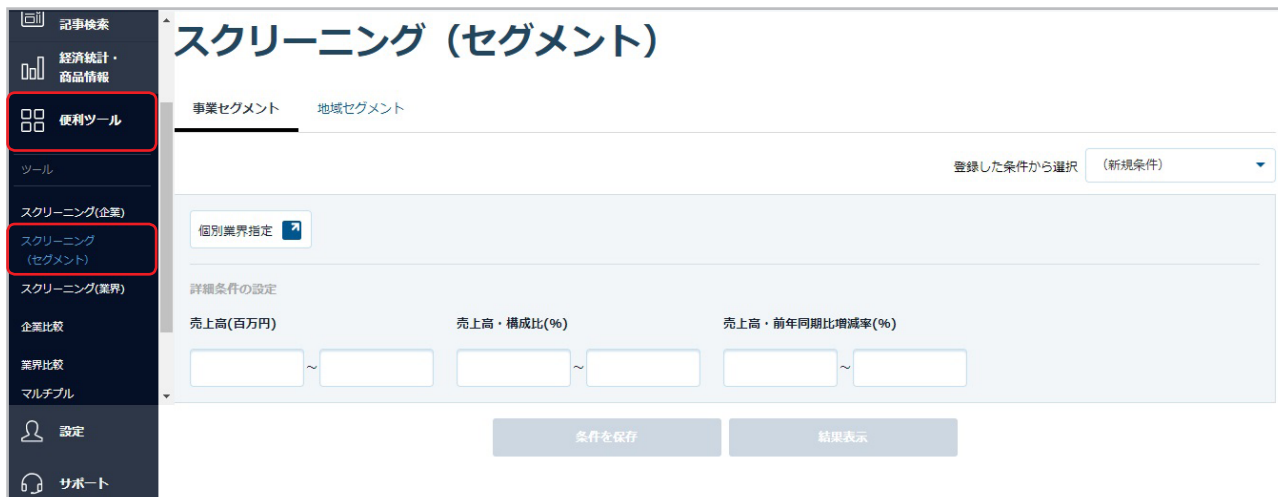 記事検索
経済統計・
商品情報
便利ツール
ツール
スクリーニング(企業)
スクリーニング
（セグメント）
スクリーニング(業界)
企業比較
業界比較
マルチプル
設定
サポート
スクリーニング（セグメント）
事業セグメント 地域セグメント
登録した条件から選択 （新規条件）
個別業界指定
詳細条件の設定
売上高(百万円) 売上高・構成比(%) 売上高・前年同期比増減率(%)
～ ～ ～
条件を保存 結果表示